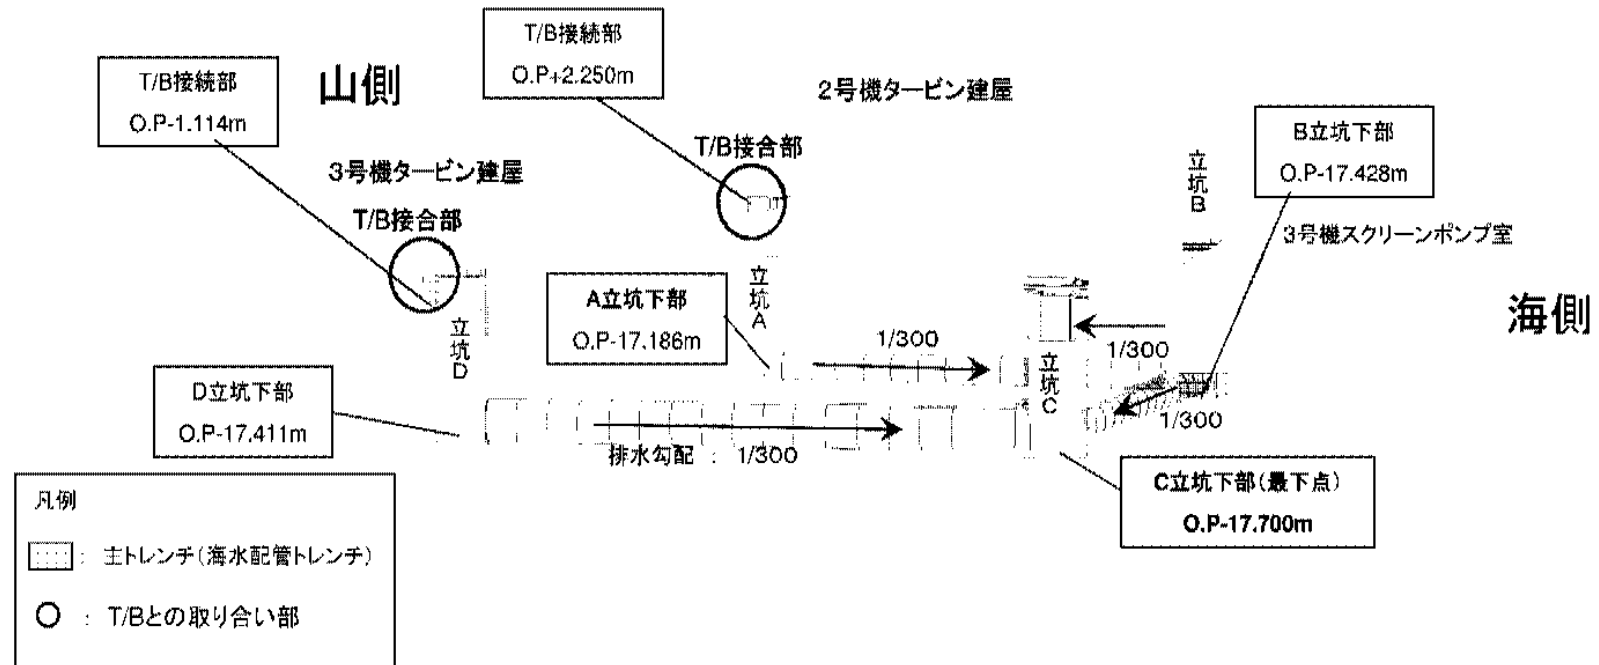 T/B接続部
O.P-1.114m
山側
T/B接続部
O.P+2.250m
2号機タービン建屋
B立坑下部
O.P-17.428m
3号機タービン建屋
T/B接合部
T/B接合部
立坑B
3号機スクリーンポンプ室
海側
立坑D
A立坑下部
O.P-17.186m
立坑A
1/300
1/300
立坑C
1/300
D立坑下部
O.P-17.411m
排水勾配 : 1/300
C立坑下部(最下点)
O.P-17.700m
凡例
: 主トレンチ(海水配管トレンチ)
: T/Bとの取り合い部